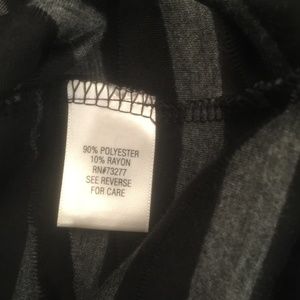 90% POLYESTER
10% RAYON
RN#73277
SEE REVERSE
FOR CARE